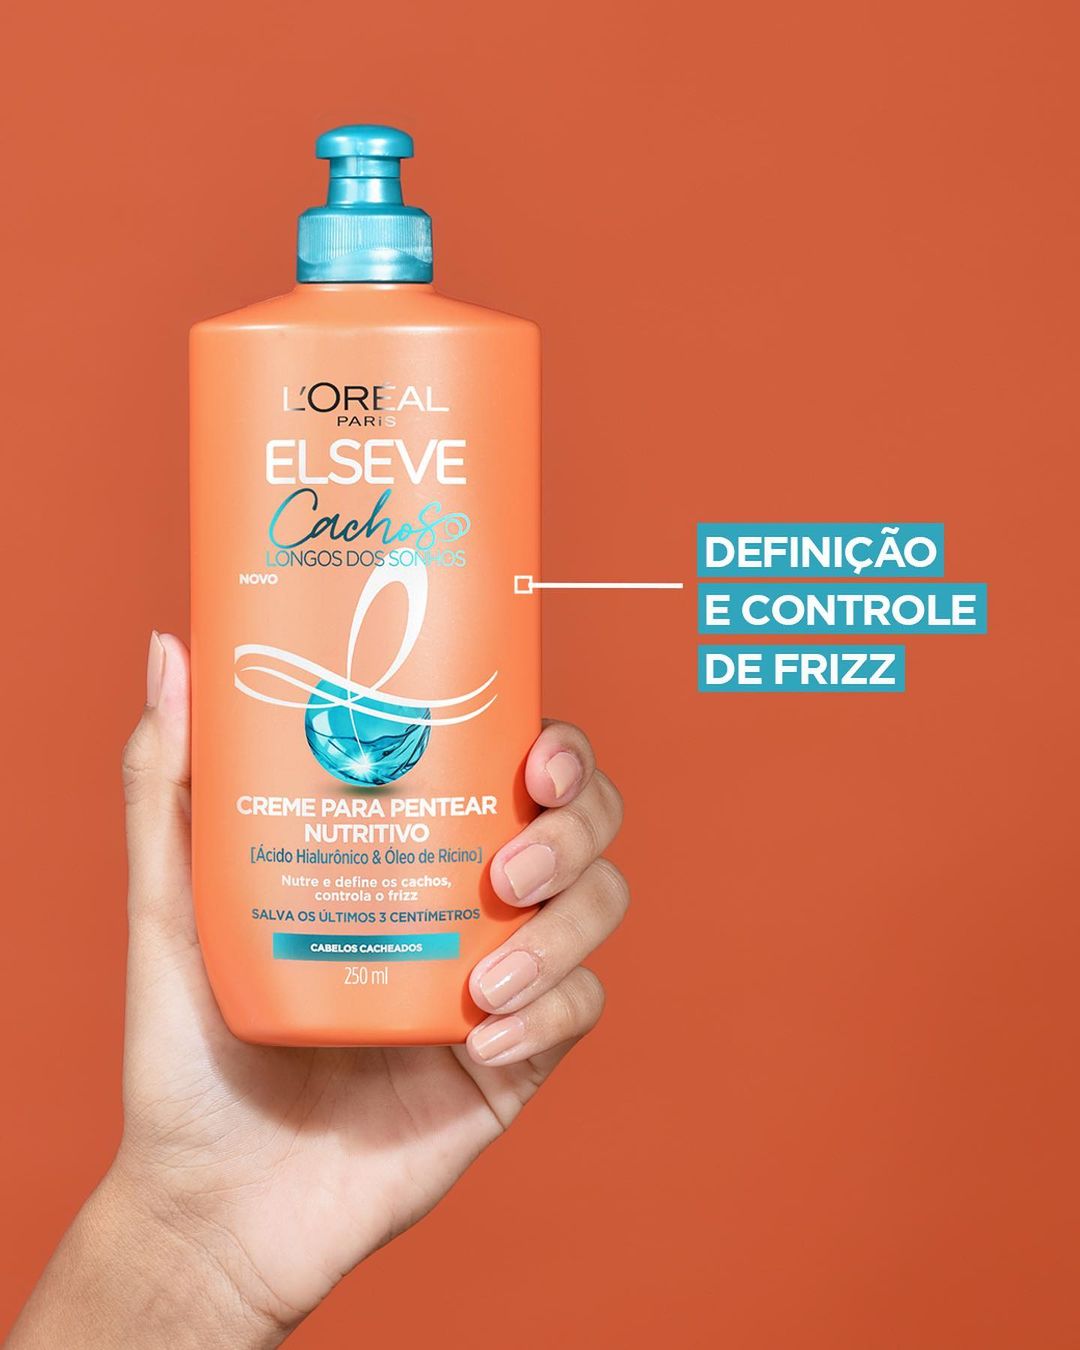 L'ORÉAL
PARiS
ELSEVE
Cachos
LONGOS DOS SONHOS
NOVO
CREME PARA PENTEAR
NUTRITIVO
[Ácido Hialurônico & Óleo de Rícino]
Nutre e define os cachos,
controla o frizz
SALVA OS ÚLTIMOS 3 CENTÍMETROS
CABELOS CACHEADOS
250 ml
DEFINIÇÃO
E CONTROLE
DE FRIZZ